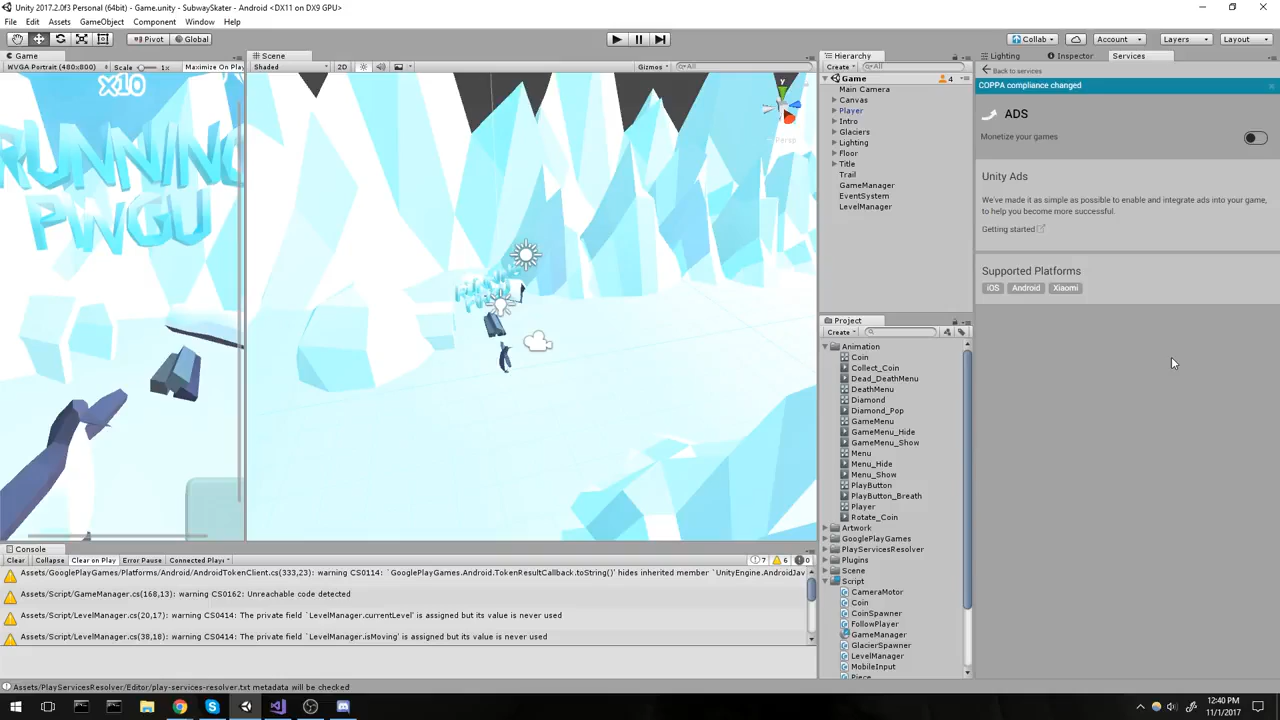 Unity 2017.2.0f3 Personal (64bit) - Game.unity - SubwaySkater - Android <DX11 on DX9 GPU>
File Edit Assets GameObject Component Window Help
Pivot Global Collab Account Layers Layout
Game
WVGA Portrait (480x800) Scale 1x Maximize On Play
x10
RUNNING
PWGU
Scene
Shaded 2D Gizmos All
y
Persp
Hierarchy
Create All
Game 4
Main Camera
Canvas
Player
Intro
Glaciers
Lighting
Floor
Title
Trail
GameManager
EventSystem
LevelManager
Project
Create
Animation
Coin
Collect_Coin
Dead_DeathMenu
DeathMenu
Diamond
Diamond_Pop
GameMenu
GameMenu_Hide
GameMenu_Show
Menu
Menu_Hide
Menu_Show
PlayButton
PlayButton_Breath
Player
Rotate_Coin
Artwork
GooglePlayGames
PlayServicesResolver
Plugins
Scene
Script
CameraMotor
Coin
CoinSpawner
FollowPlayer
GameManager
GlacierSpawner
LevelManager
MobileInput
Piece
Lighting Inspector Services
Back to services
COPPA compliance changed
ADS
Monetize your games
Unity Ads
We've made it as simple as possible to enable and integrate ads into your game,
to help you become more successful.
Getting started
Supported Platforms
iOS Android Xiaomi
Console
Clear Collapse Clear on Play Error Pause Connected Playe 7 6 0
Assets/GooglePlayGames/Platforms/Android/AndroidTokenClient.cs(333,23): warning CS0114: `GooglePlayGames.Android.TokenResultCallback.toString()' hides inherited member `UnityEngine.AndroidJav
Assets/Script/GameManager.cs(168,13): warning CS0162: Unreachable code detected
Assets/Script/LevelManager.cs(20,57): warning CS0414: The private field `LevelManager.currentLevel' is assigned but its value is never used
Assets/Script/LevelManager.cs(38,18): warning CS0414: The private field `LevelManager.isMoving' is assigned but its value is never used
Assets/PlayServicesResolver/Editor/play-services-resolver.txt metadata will be checked
12:40 PM
11/1/2017